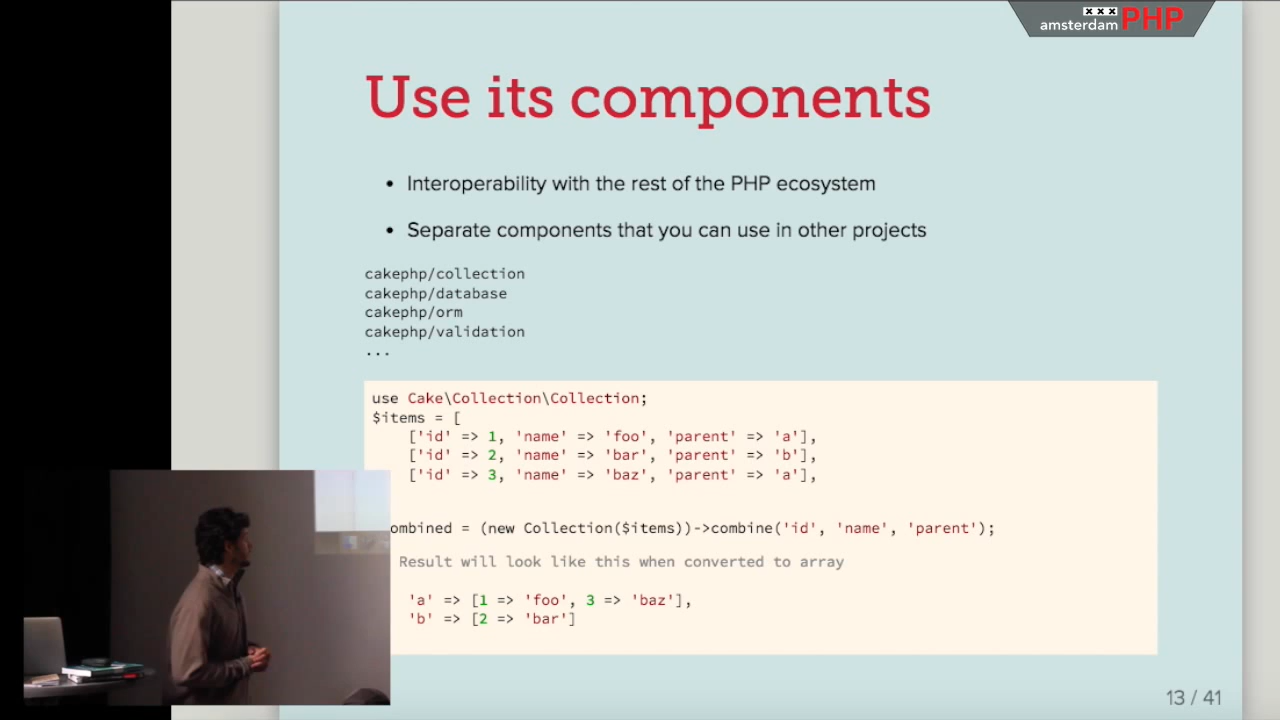 xxx
amsterdam PHP
Use its components
• Interoperability with the rest of the PHP ecosystem
• Separate components that you can use in other projects
cakephp/collection
cakephp/database
cakephp/orm
cakephp/validation
...
use Cake\Collection\Collection;
$items = [
['id' => 1, 'name' => 'foo', 'parent' => 'a'],
['id' => 2, 'name' => 'bar', 'parent' => 'b'],
['id' => 3, 'name' => 'baz', 'parent' => 'a'],
ombined = (new Collection($items))->combine('id', 'name', 'parent');
Result will look like this when converted to array
'a' => [1 => 'foo', 3 => 'baz'],
'b' => [2 => 'bar']
13 / 41